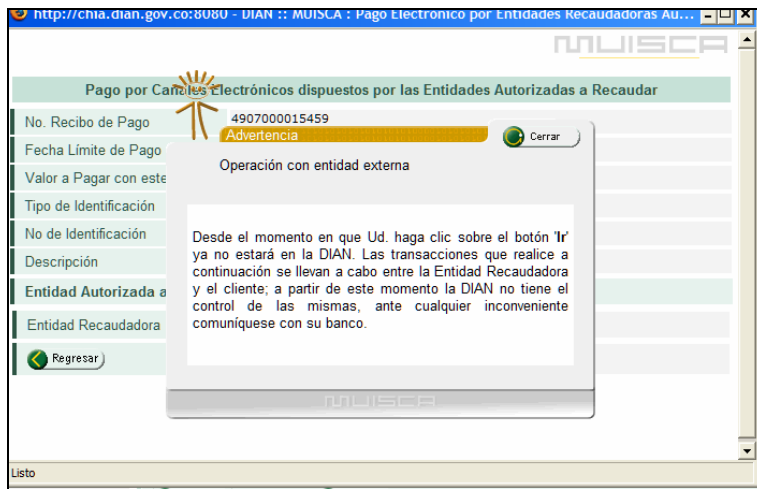 http://chia.dian.gov.co:8080 - DIAN :: MUISCA : Pago Electrónico por Entidades Recaudadoras Au...
MUISCA
Pago por Canales Electrónicos dispuestos por las Entidades Autorizadas a Recaudar
No. Recibo de Pago 4907000015459
Advertencia Cerrar
Fecha Límite de Pago
Operación con entidad externa
Valor a Pagar con este
Tipo de Identificación
No de Identificación
Descripción
Entidad Autorizada a
Entidad Recaudadora
Regresar
Desde el momento en que Ud. haga clic sobre el botón 'Ir'
ya no estará en la DIAN. Las transacciones que realice a
continuación se llevan a cabo entre la Entidad Recaudadora
y el cliente; a partir de este momento la DIAN no tiene el
control de las mismas, ante cualquier inconveniente
comuníquese con su banco.
MUISCA
Listo